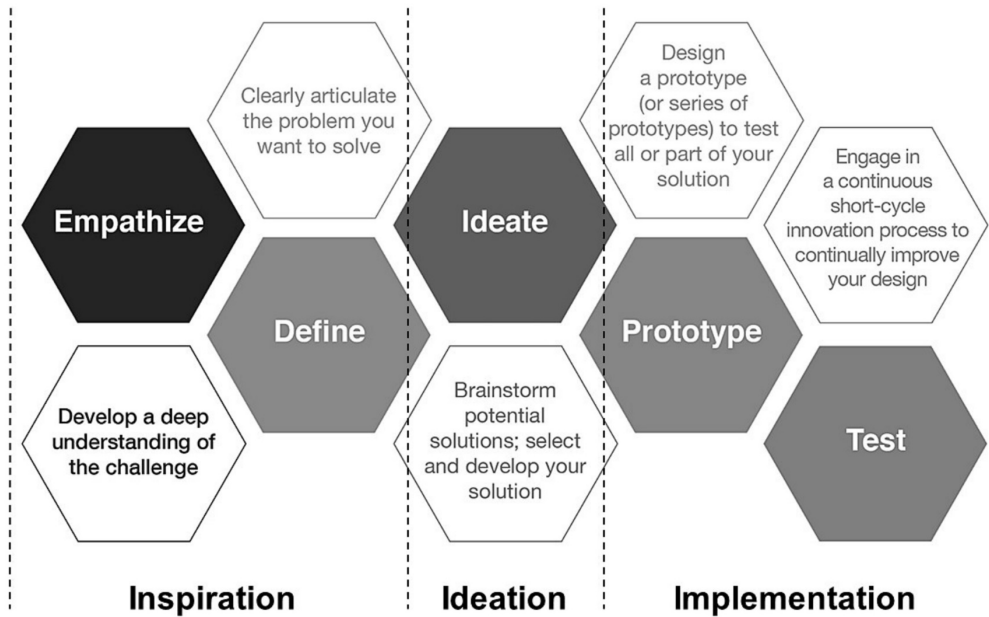 Empathize
Develop a deep
understanding of
the challenge
Clearly articulate
the problem you
want to solve
Define
Ideate
Brainstorm
potential
solutions; select
and develop your
solution
Design
a prototype
(or series of
prototypes) to test
all or part of your
solution
Prototype
Engage in
a continuous
short-cycle
innovation process to
continually improve
your design
Test
Inspiration
Ideation
Implementation